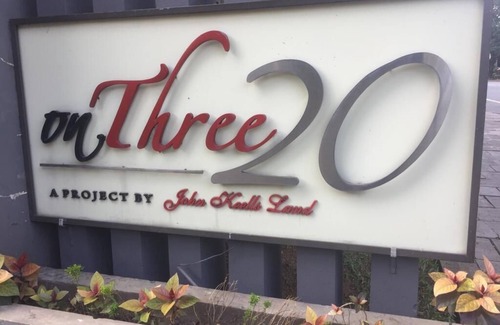 onThree20
A PROJECT BY John Keells Land